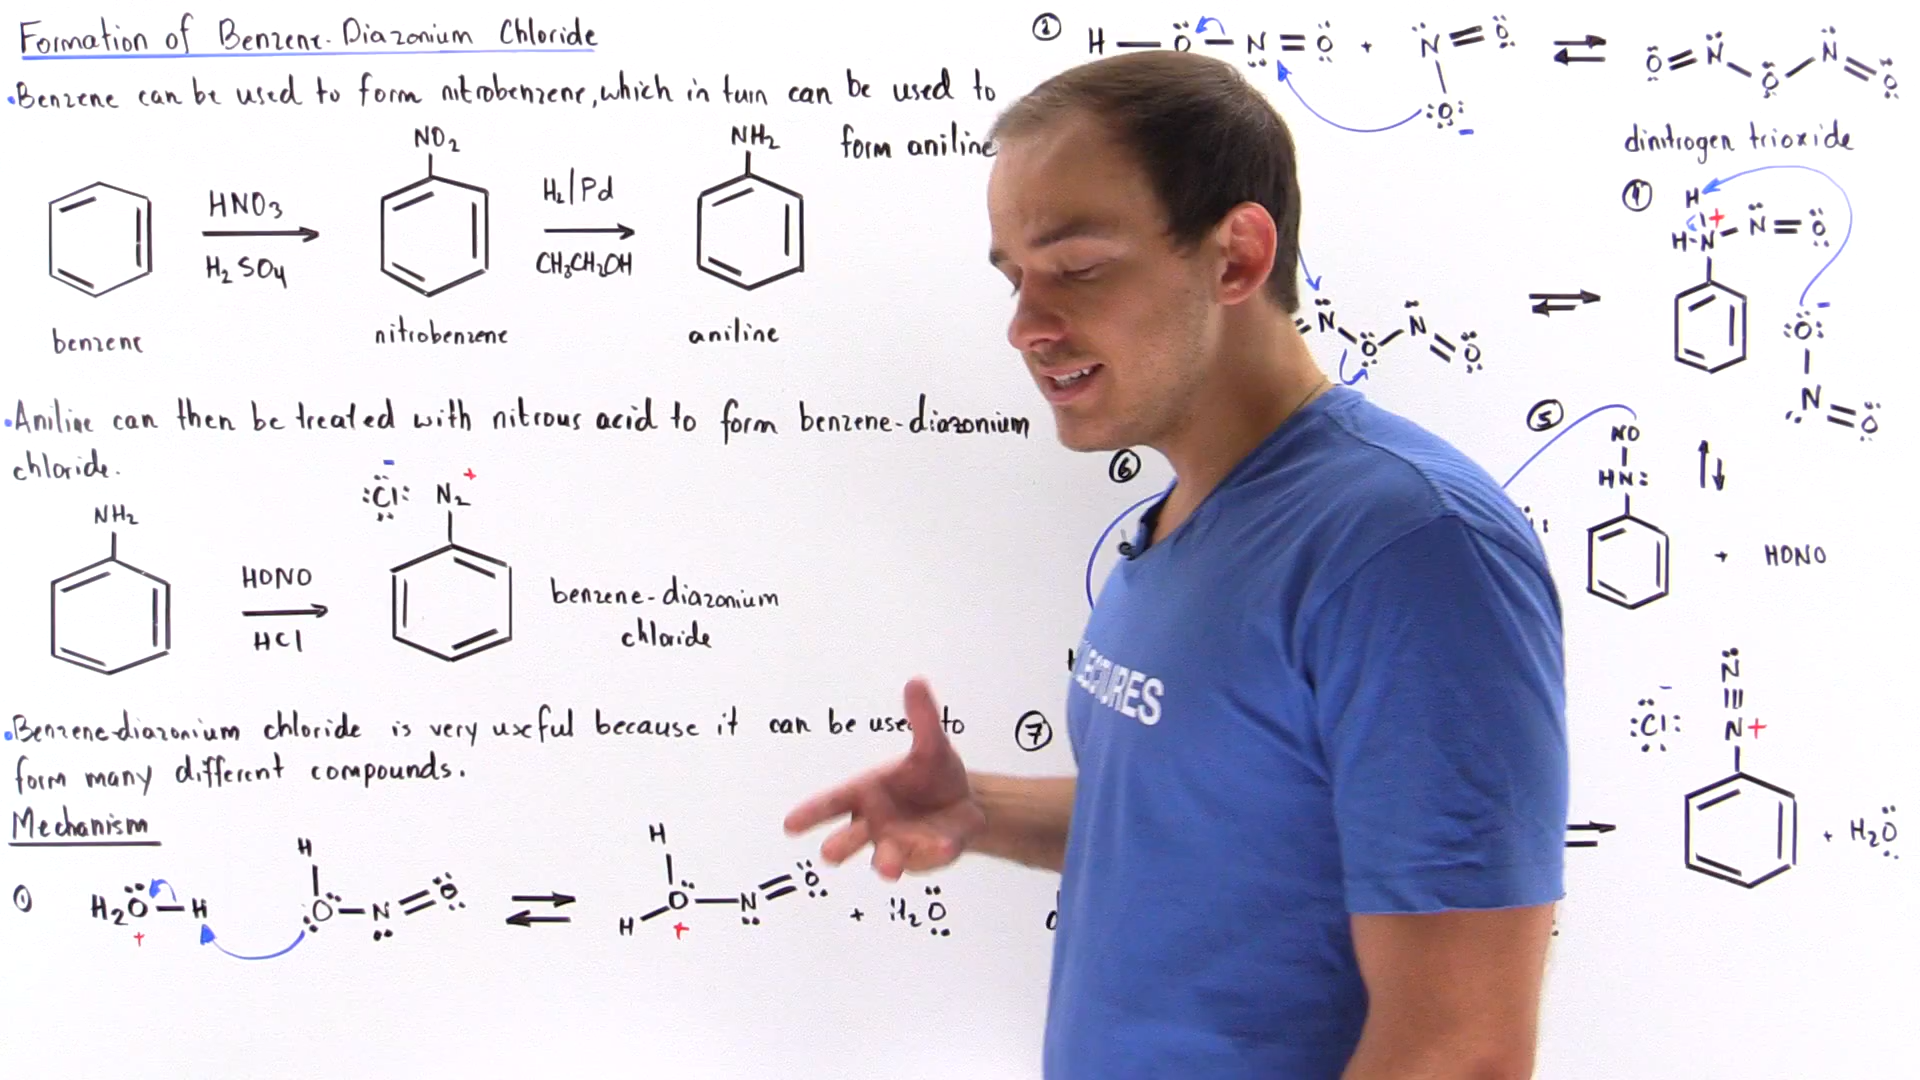 Formation of Benzene-Diazonium Chloride
•Benzene can be used to form nitrobenzene, which in turn can be used to
form aniline
NO2
NH2
HNO3
H2SO4
H2/Pd
CH3CH2OH
benzene
nitrobenzene
aniline
•Aniline can then be treated with nitrous acid to form benzene-diazonium
chloride.
NH2
HONO
HCl
:Cl: −
N2 +
benzene-diazonium
chloride
•Benzene-diazonium chloride is very useful because it can be used to
form many different compounds.
Mechanism
① H2O—H +
H
O—N=O
H
H O—N=O +
+ H2O
② H—O—N=O + N=O
:O: −
O=N O N=O
dinitrogen trioxide
N O N=O
④ H
H-N + —N=O
:O: −
N=O
⑤ NO
HN:
+ HONO
⑥
⑦
LECTURES
N
≡
:Cl: − N+
+ H2O